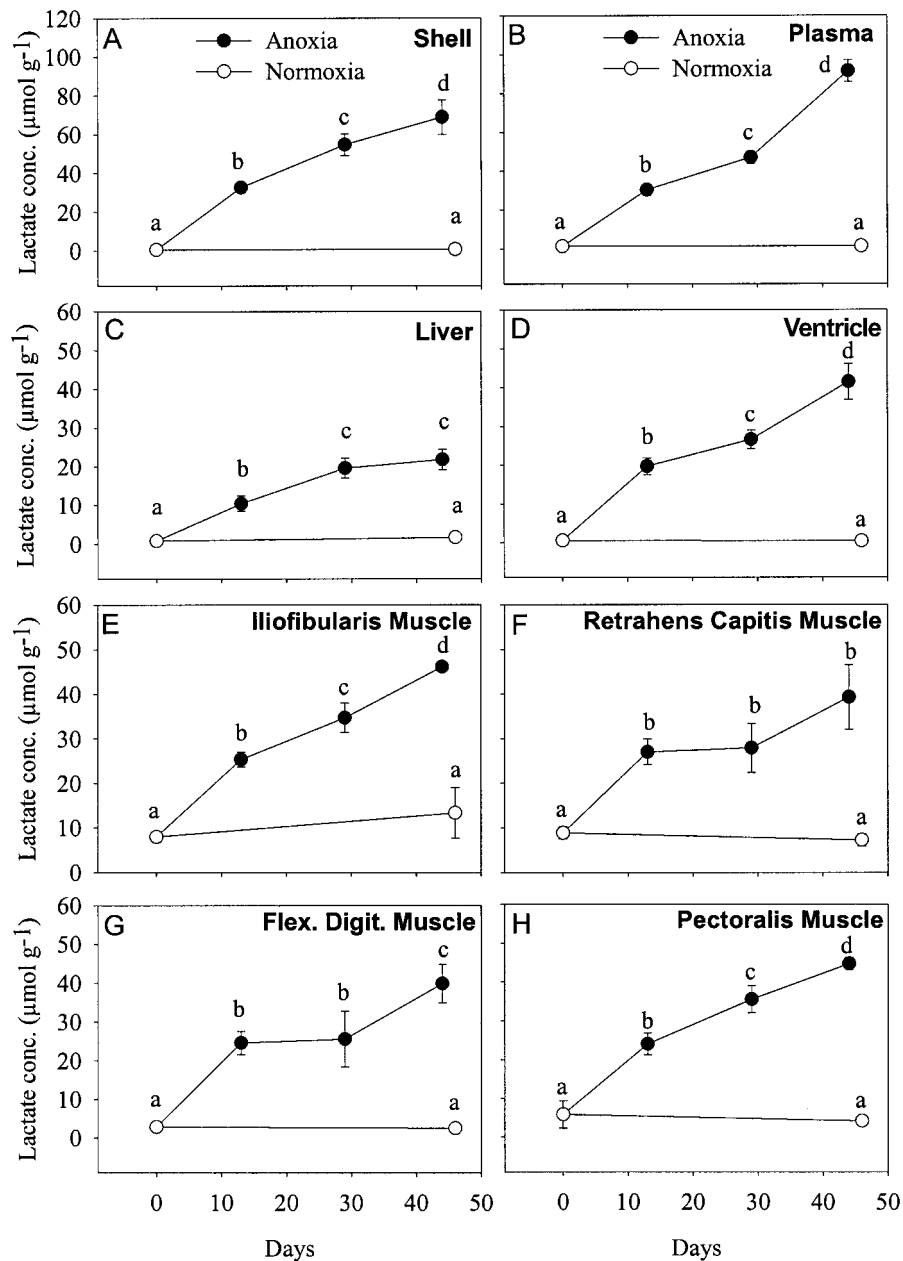 A Shell
Anoxia
Normoxia
120
100
80
60
40
20
0
Lactate conc. (μmol g-1)
a b c d a
B Plasma
Anoxia
Normoxia
a b c d a
C Liver
60
50
40
30
20
10
0
Lactate conc. (μmol g-1)
a b c c a
D Ventricle
a b c d a
E Iliofibularis Muscle
60
50
40
30
20
10
0
Lactate conc. (μmol g-1)
a b c d a
F Retrahens Capitis Muscle
a b b b a
G Flex. Digit. Muscle
60
50
40
30
20
10
0
Lactate conc. (μmol g-1)
a b b c a
0 10 20 30 40 50
Days
H Pectoralis Muscle
a b c d a
0 10 20 30 40 50
Days